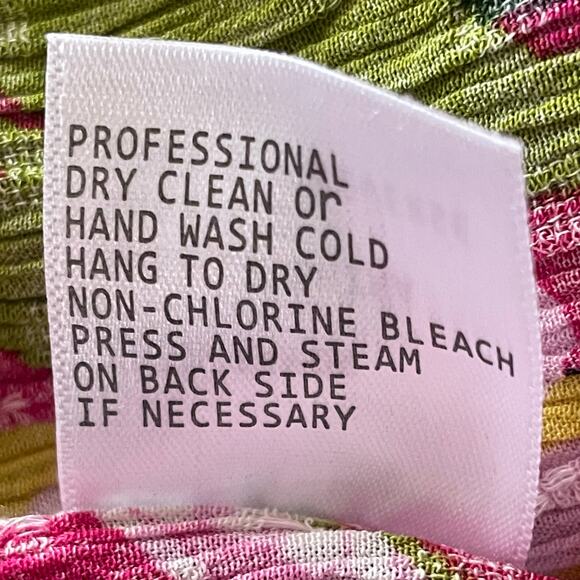 PROFESSIONAL
DRY CLEAN Or
HAND WASH COLD
HANG TO DRY
NON-CHLORINE BLEACH
PRESS AND STEAM
ON BACK SIDE
IF NECESSARY